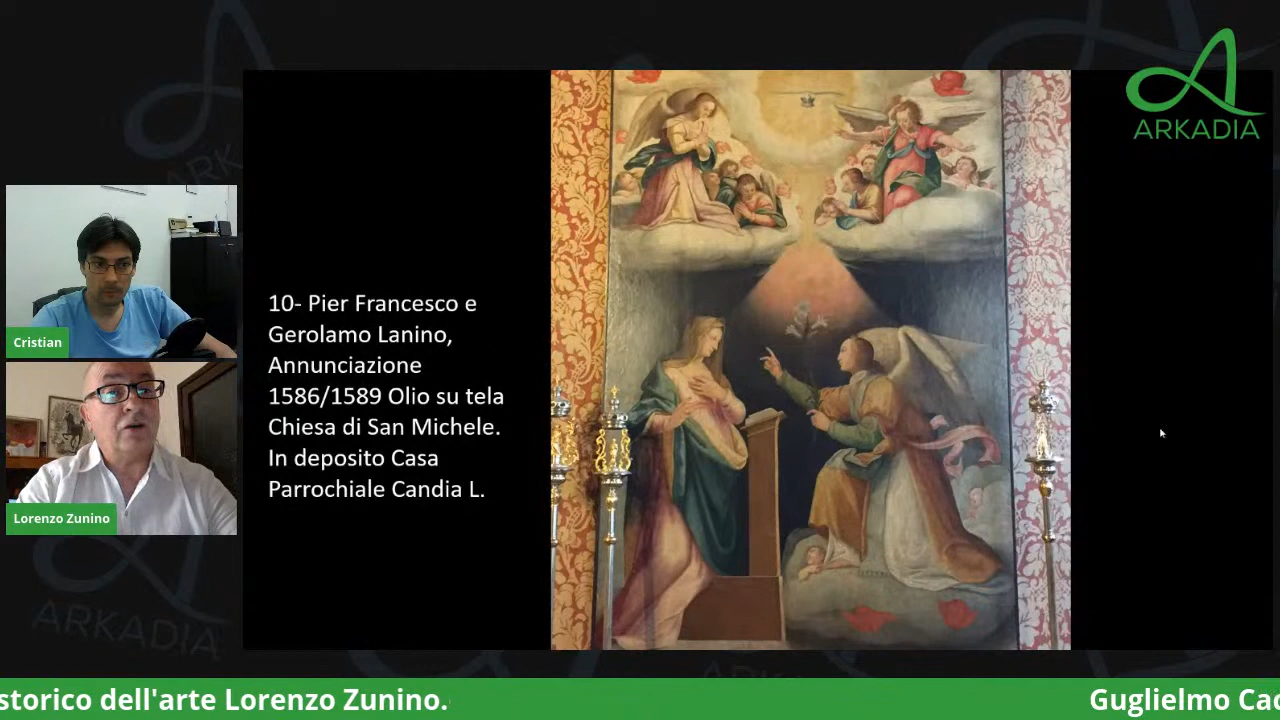 ARKADIA
Cristian
Lorenzo Zunino
10- Pier Francesco e
Gerolamo Lanino,
Annunciazione
1586/1589 Olio su tela
Chiesa di San Michele.
In deposito Casa
Parrochiale Candia L.
ARKADIA
storico dell'arte Lorenzo Zunino.
Guglielmo